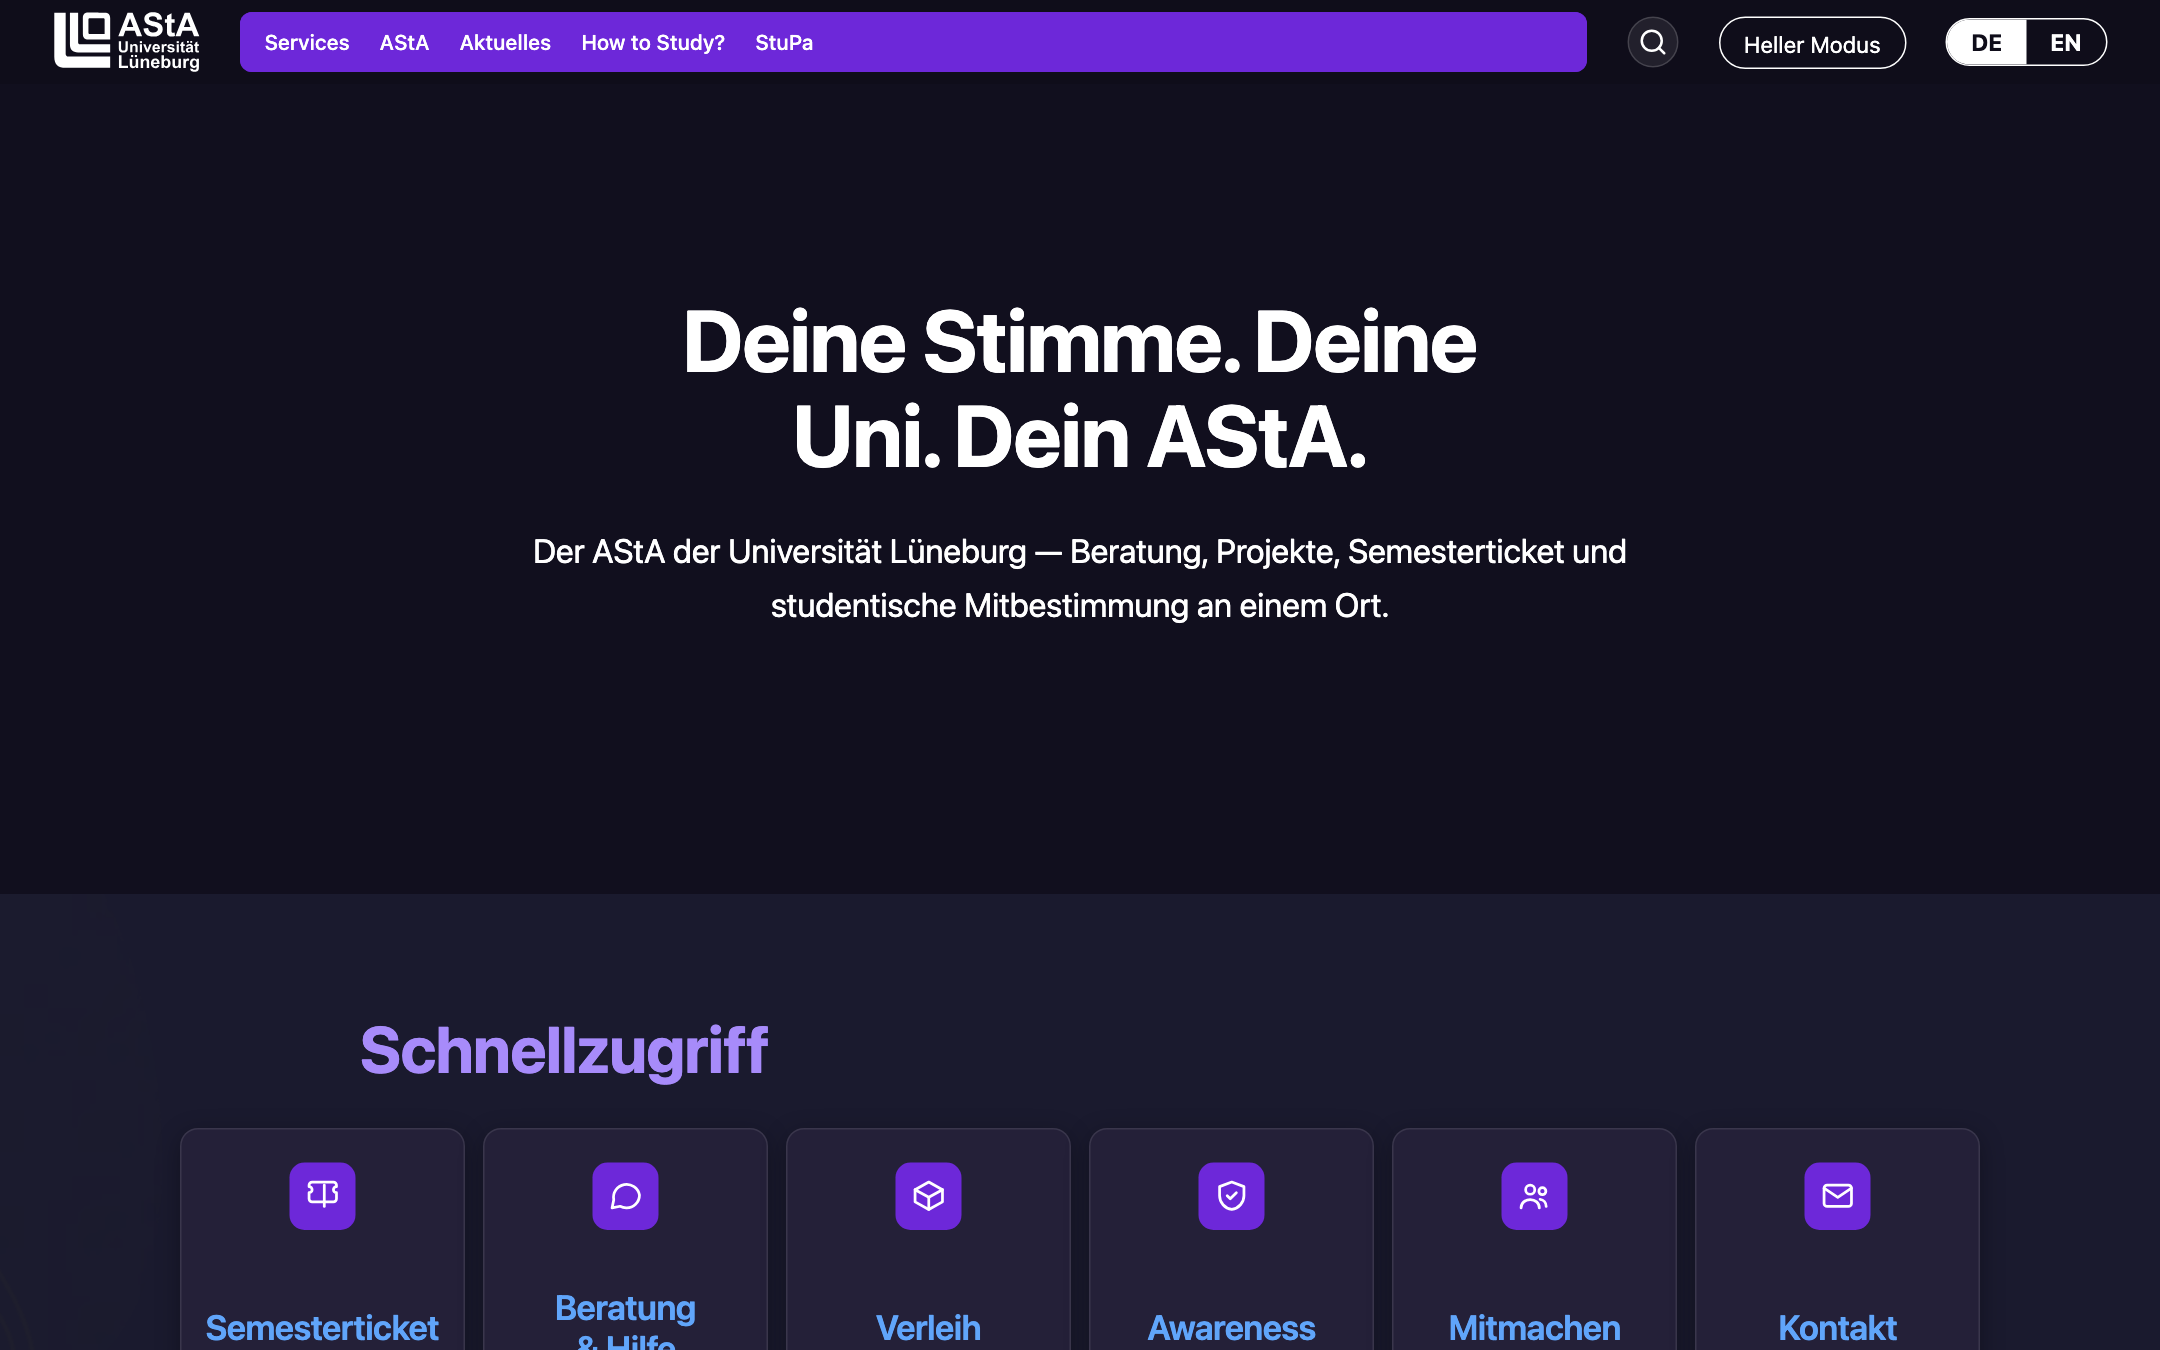 AStA
Universität
Lüneburg
Services AStA Aktuelles How to Study? StuPa
Heller Modus
DE EN
Deine Stimme. Deine
Uni. Dein AStA.
Der AStA der Universität Lüneburg — Beratung, Projekte, Semesterticket und
studentische Mitbestimmung an einem Ort.
Schnellzugriff
Semesterticket
Beratung
& Hilfe
Verleih
Awareness
Mitmachen
Kontakt